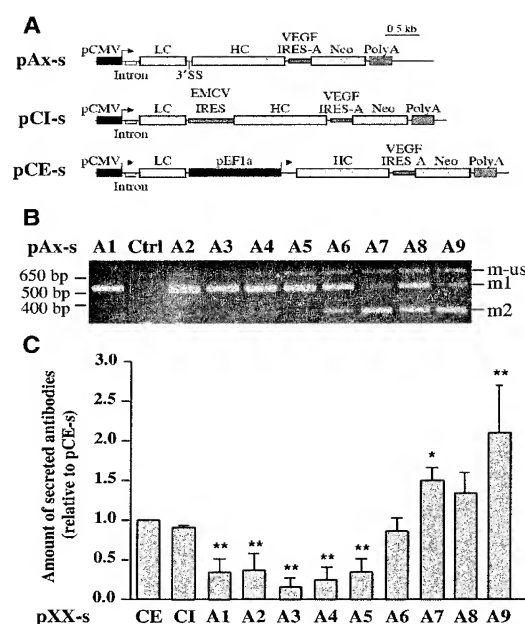 A
0 5 kb
VEGF
pCMV LC HC IRES-A Neo PolyA
pAx-s
Intron 3'SS
EMCV VEGF
pCMV LC IRES HC IRES-A Neo PolyA
pCI-s
Intron
VEGF
pCMV LC pEF1a HC IRES A Neo PolyA
pCE-s
Intron
B
pAx-s A1 Ctrl A2 A3 A4 A5 A6 A7 A8 A9
650 bp m-us
500 bp m1
400 bp m2
C
Amount of secreted antibodies
(relative to pCE-s)
3.0
2.5
2.0
1.5
1.0
0.5
0.0
** ** ** ** ** * **
pXX-s CE CI A1 A2 A3 A4 A5 A6 A7 A8 A9